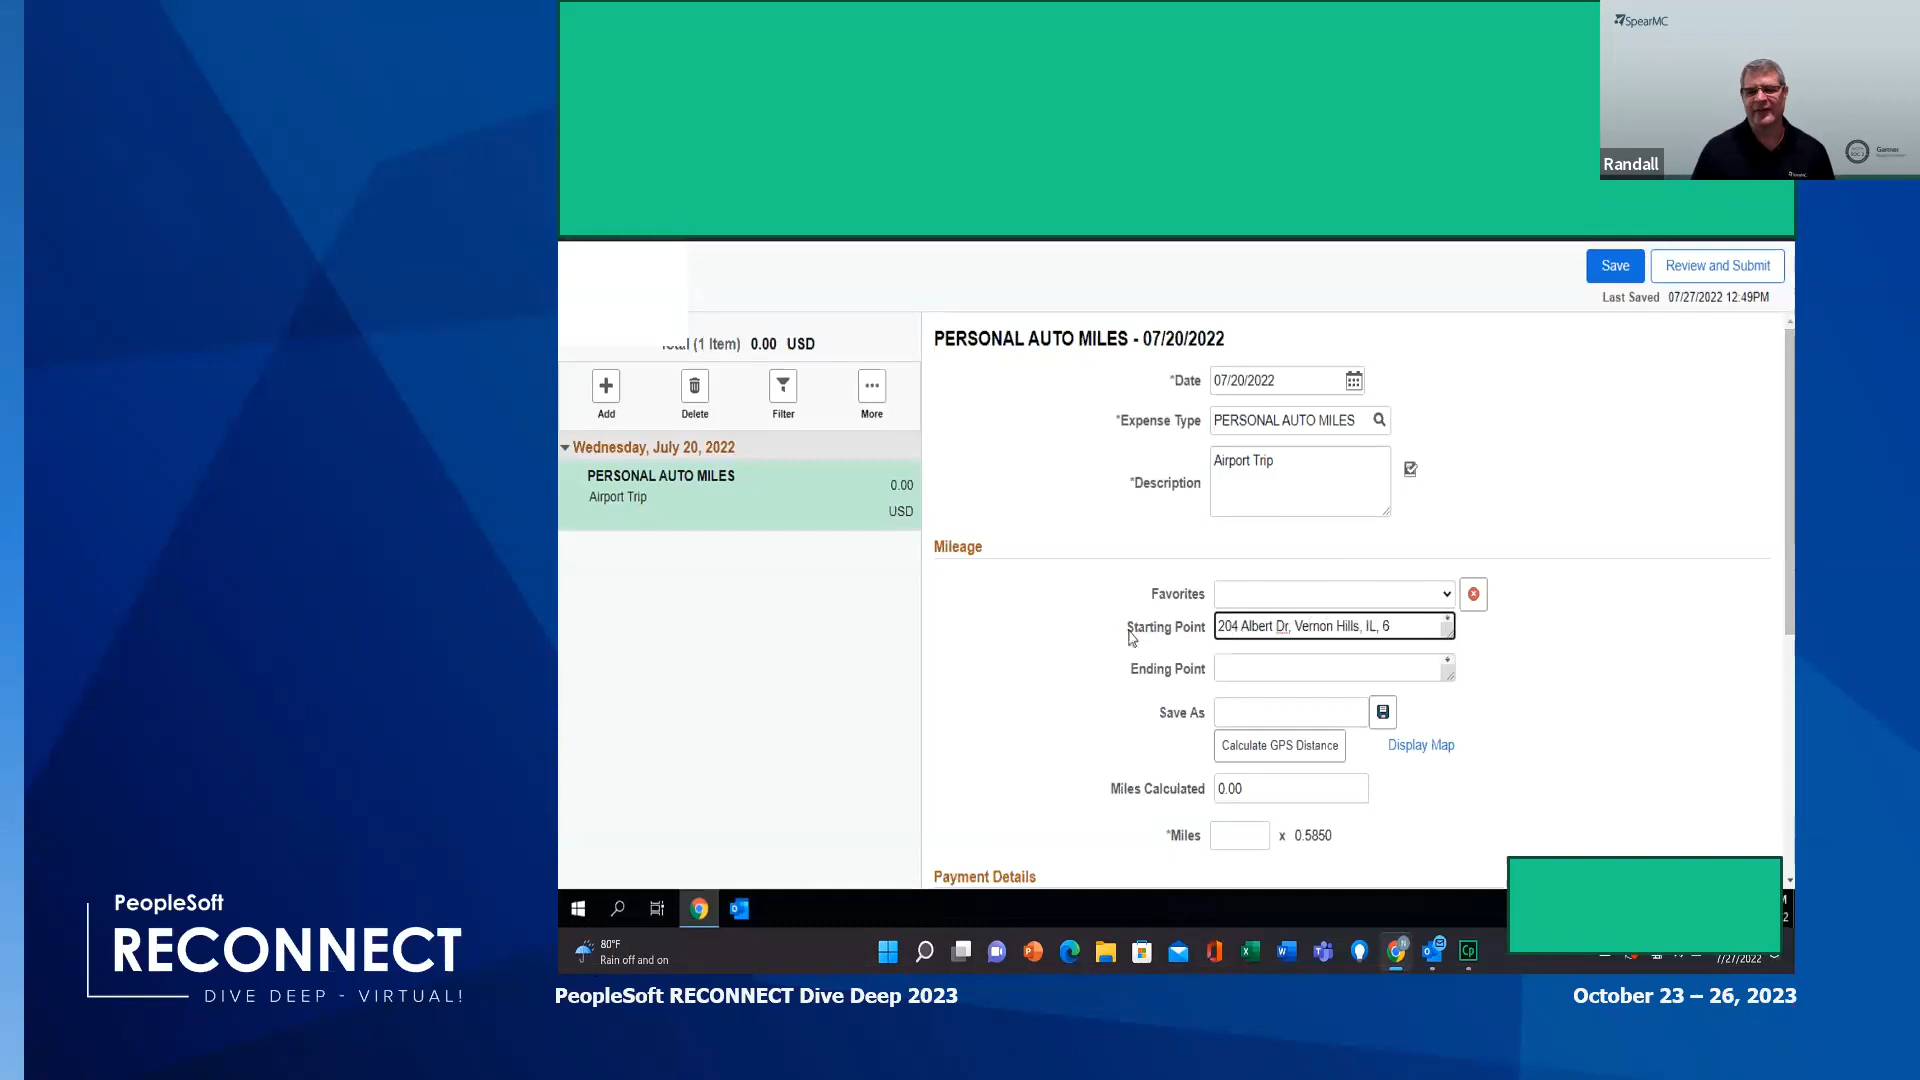 SpearMC
Randall
Save
Review and Submit
Last Saved 07/27/2022 12:49PM
(1 Item) 0.00 USD
PERSONAL AUTO MILES - 07/20/2022
*Date 07/20/2022
Add
Delete
Filter
More
*Expense Type PERSONAL AUTO MILES
Wednesday, July 20, 2022
PERSONAL AUTO MILES
Airport Trip
0.00
USD
*Description Airport Trip
Mileage
Favorites
Starting Point 204 Albert Dr, Vernon Hills, IL, 6
Ending Point
Save As
Calculate GPS Distance
Display Map
Miles Calculated 0.00
*Miles x 0.5850
Payment Details
80°F
Rain off and on
7/27/2022
PeopleSoft
RECONNECT
DIVE DEEP - VIRTUAL!
PeopleSoft RECONNECT Dive Deep 2023
October 23 – 26, 2023